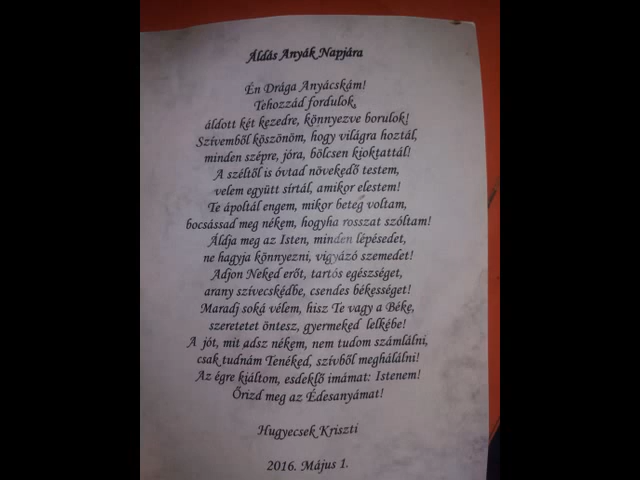 Áldás Anyák Napjára
Én Drága Anyácskám!
Tehozzád fordulok,
áldott két kezedre, könnyezve borulok!
Szívemből köszönöm, hogy világra hoztál,
minden szépre, jóra, bölcsen kioktattál!
A széltől is óvtad növekedő testem,
velem együtt sírtál, amikor elestem!
Te ápoltál engem, mikor beteg voltam,
bocsássad meg nékem, hogyha rosszat szóltam!
Áldja meg az Isten, minden lépésedet,
ne hagyja könnyezni, vigyázó szemedet!
Adjon Neked erőt, tartós egészséget,
arany szívecskédbe, csendes békességet!
Maradj soká vélem, hisz Te vagy a Béke,
szeretetet öntesz, gyermeked lelkébe!
A jót, mit adsz nékem, nem tudom számlálni,
csak tudnám Tenéked, szívből meghálálni!
Az égre kiáltom, esdeklő imámat: Istenem!
Őrizd meg az Édesanyámat!
Hugyecsek Kriszti
2016. Május 1.